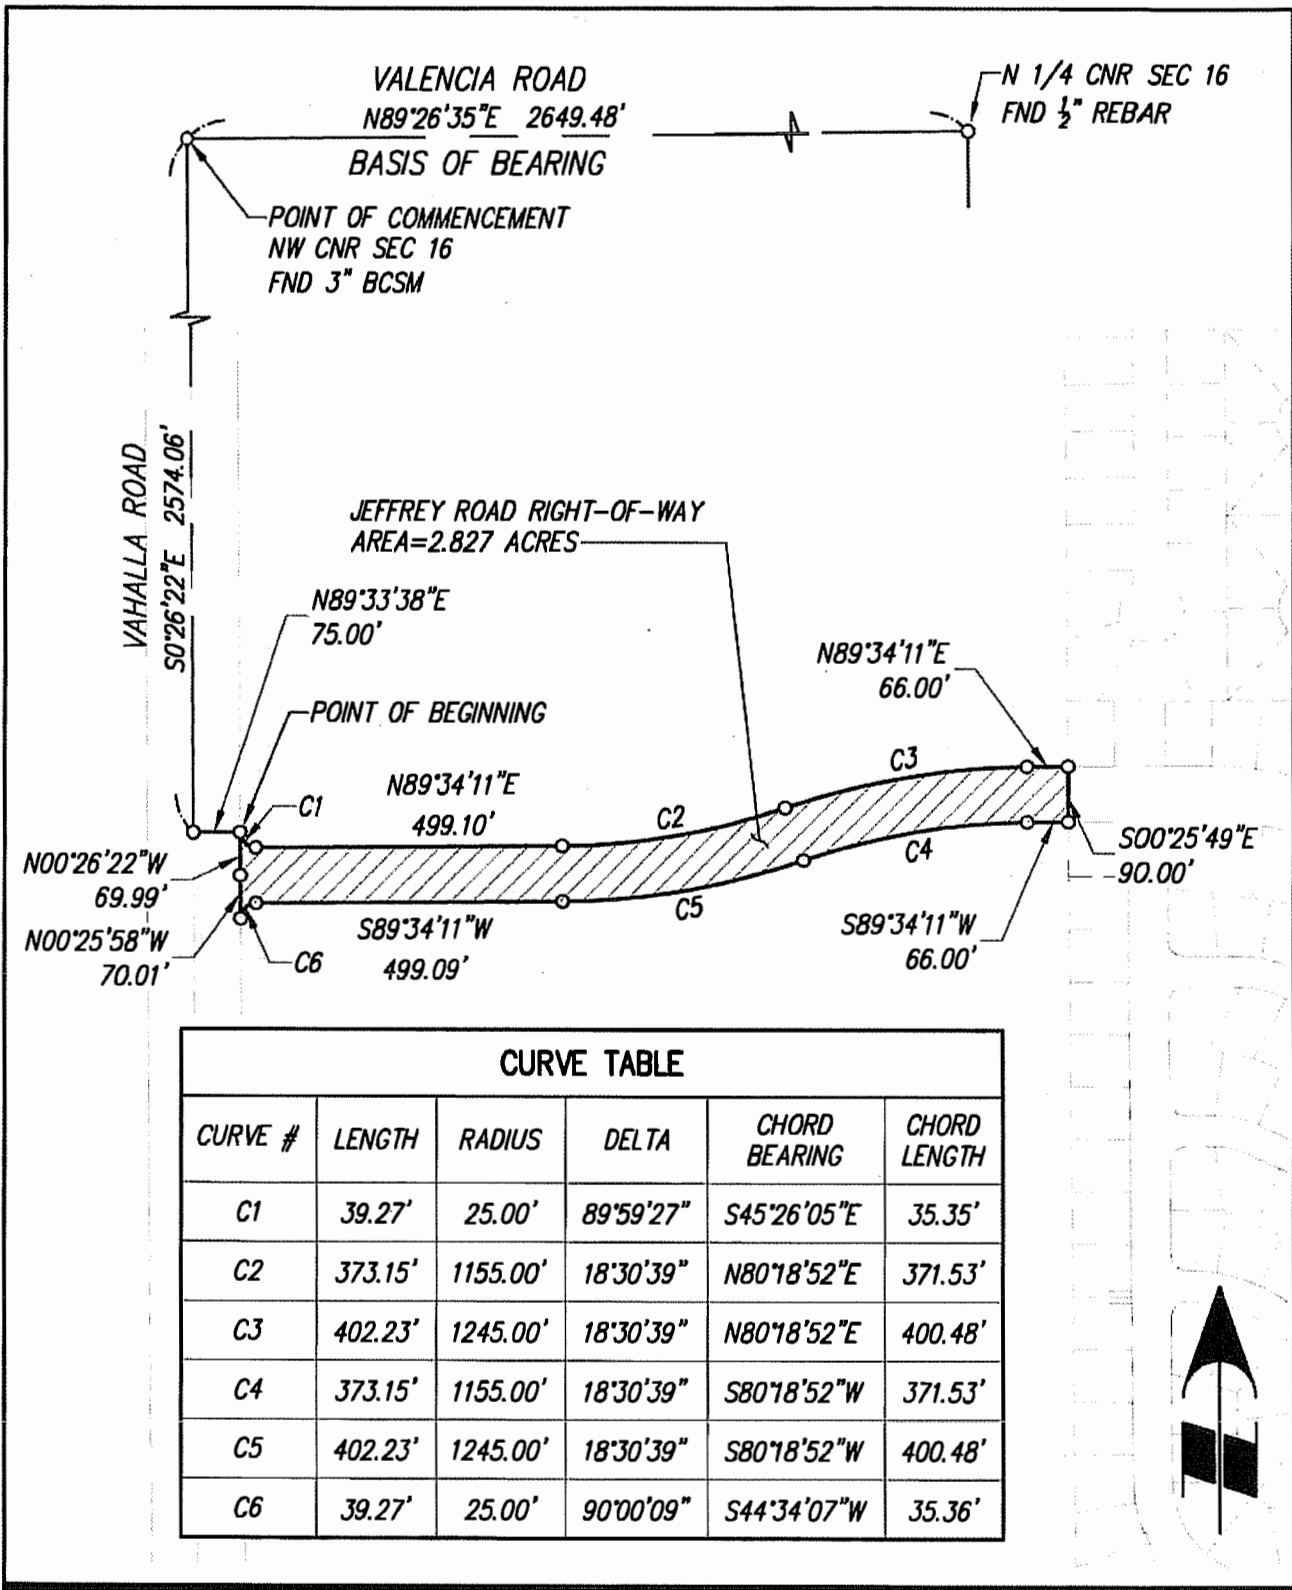 VALENCIA ROAD
N89°26'35"E 2649.48'
BASIS OF BEARING
N 1/4 CNR SEC 16
FND ½" REBAR
POINT OF COMMENCEMENT
NW CNR SEC 16
FND 3" BCSM
VAHALLA ROAD
S0°26'22"E 2574.06'
JEFFREY ROAD RIGHT-OF-WAY
AREA=2.827 ACRES
N89°33'38"E
75.00'
N89°34'11"E
66.00'
POINT OF BEGINNING
C1
N89°34'11"E
499.10'
C2
C3
N00°26'22"W
69.99'
N00°25'58"W
70.01'
C6
S89°34'11"W
499.09'
C5
C4
S00°25'49"E
90.00'
S89°34'11"W
66.00'
CURVE TABLE
CURVE # LENGTH RADIUS DELTA CHORD BEARING CHORD LENGTH
C1 39.27' 25.00' 89°59'27" S45°26'05"E 35.35'
C2 373.15' 1155.00' 18°30'39" N80°18'52"E 371.53'
C3 402.23' 1245.00' 18°30'39" N80°18'52"E 400.48'
C4 373.15' 1155.00' 18°30'39" S80°18'52"W 371.53'
C5 402.23' 1245.00' 18°30'39" S80°18'52"W 400.48'
C6 39.27' 25.00' 90°00'09" S44°34'07"W 35.36'